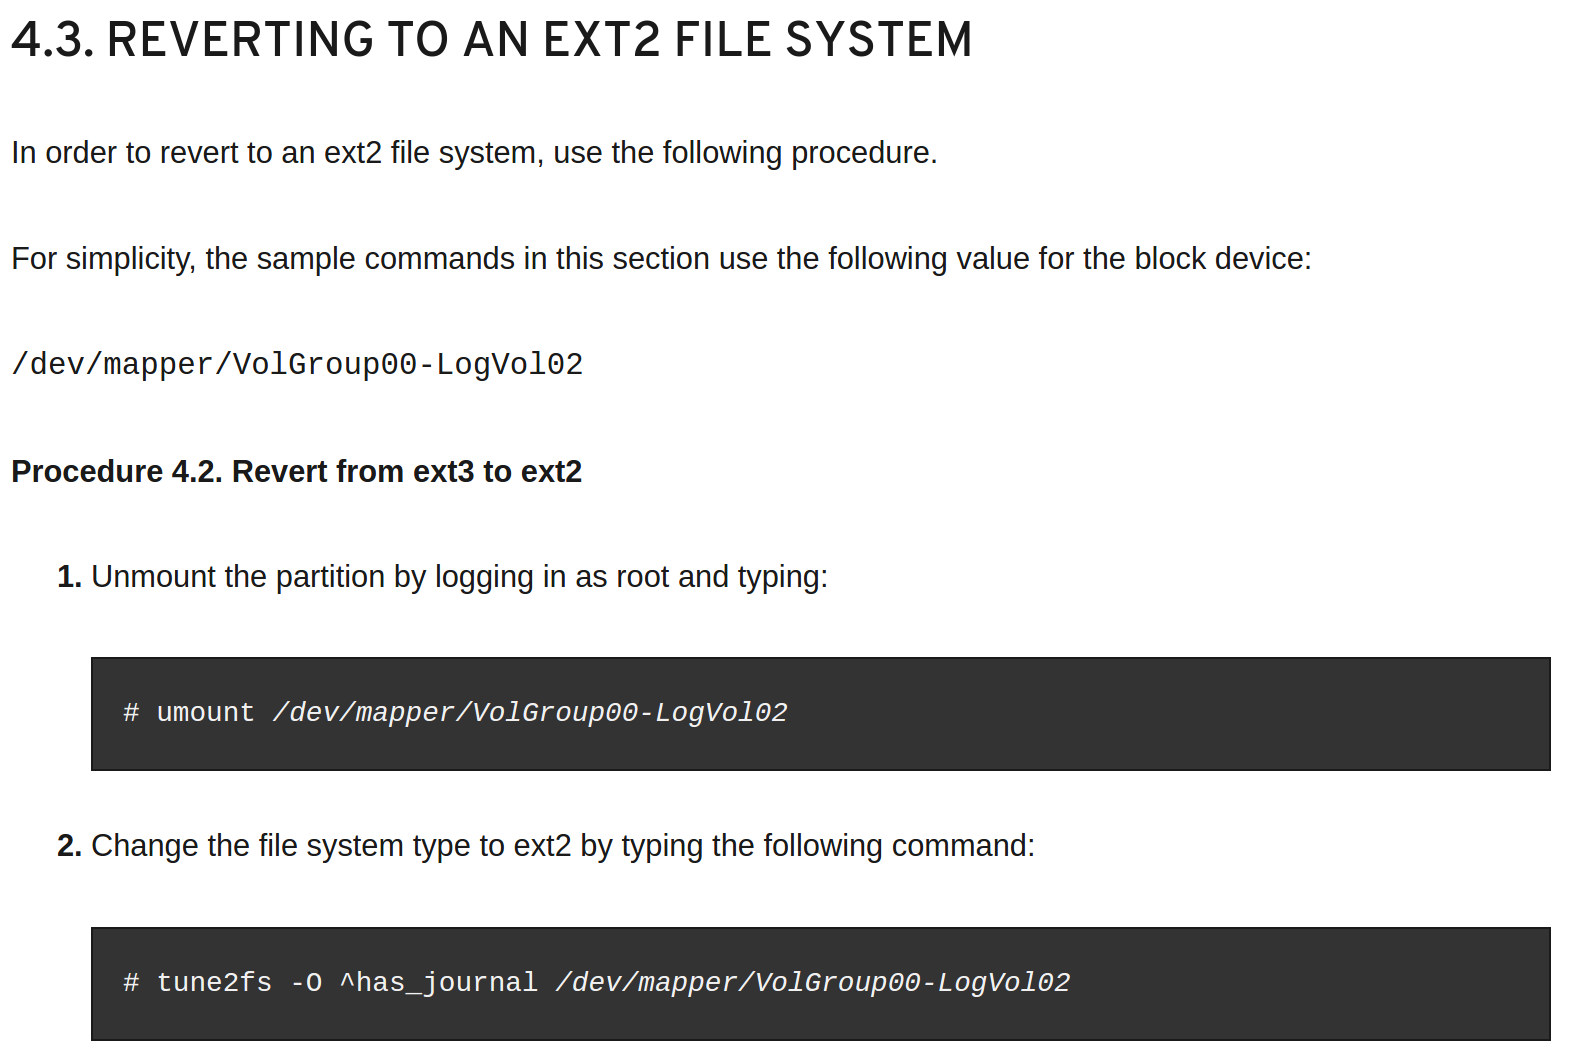 4.3. REVERTING TO AN EXT2 FILE SYSTEM
In order to revert to an ext2 file system, use the following procedure.
For simplicity, the sample commands in this section use the following value for the block device:
/dev/mapper/VolGroup00-LogVol02
Procedure 4.2. Revert from ext3 to ext2
1. Unmount the partition by logging in as root and typing:
# umount /dev/mapper/VolGroup00-LogVol02
2. Change the file system type to ext2 by typing the following command:
# tune2fs -O ^has_journal /dev/mapper/VolGroup00-LogVol02